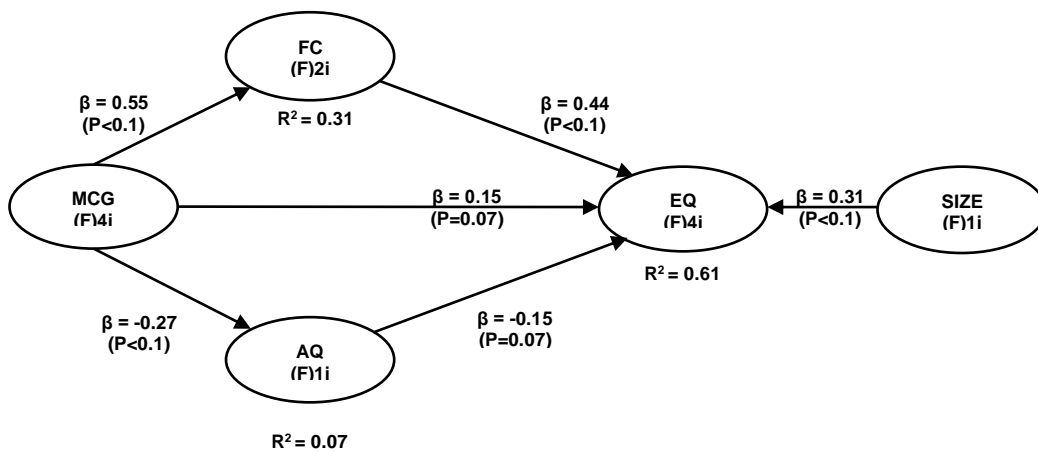 FC
(F)2i
R² = 0.31
β = 0.55
(P<0.1)
β = 0.44
(P<0.1)
MCG
(F)4i
β = 0.15
(P=0.07)
EQ
(F)4i
R² = 0.61
β = 0.31
(P<0.1)
SIZE
(F)1i
β = -0.27
(P<0.1)
β = -0.15
(P=0.07)
AQ
(F)1i
R² = 0.07